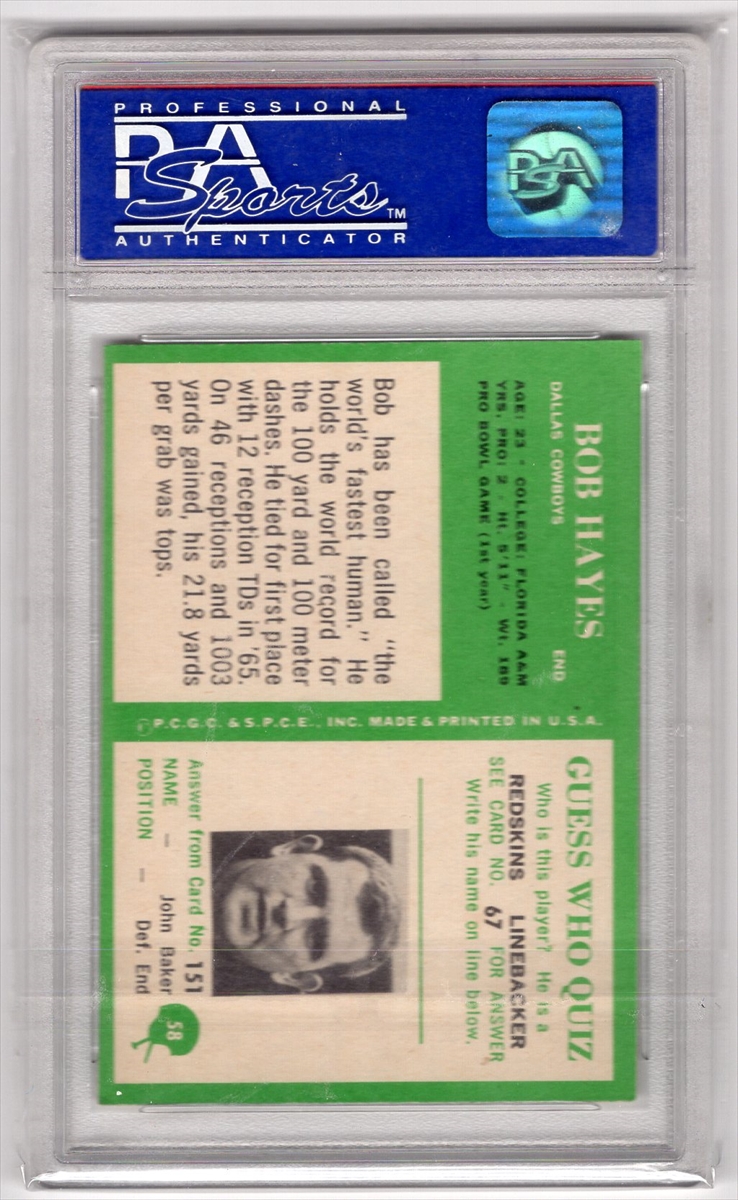 PROFESSIONAL
PSA
Sports™
AUTHENTICATOR
PSA
BOB HAYES
DALLAS COWBOYS END
AGE: 23 * COLLEGE: FLORIDA A&M
YRS. PRO: 2 * HT. 5'11" - WT. 189
PRO BOWL GAME (1st year)
Bob has been called "the
world's fastest human." He
holds the world record for
the 100 yard and 100 meter
dashes. He tied for first place
with 12 reception TDs in '65.
On 46 receptions and 1003
yards gained, his 21.8 yards
per grab was tops.
©P.C.G.C. & S.P.C.E., INC. MADE & PRINTED IN U.S.A.
GUESS WHO QUIZ
Who is this player? He is a
REDSKINS LINEBACKER
SEE CARD NO. 67 FOR ANSWER
Write his name on line below.
Answer from Card No. 151
NAME — John Baker
POSITION — Def. End
58